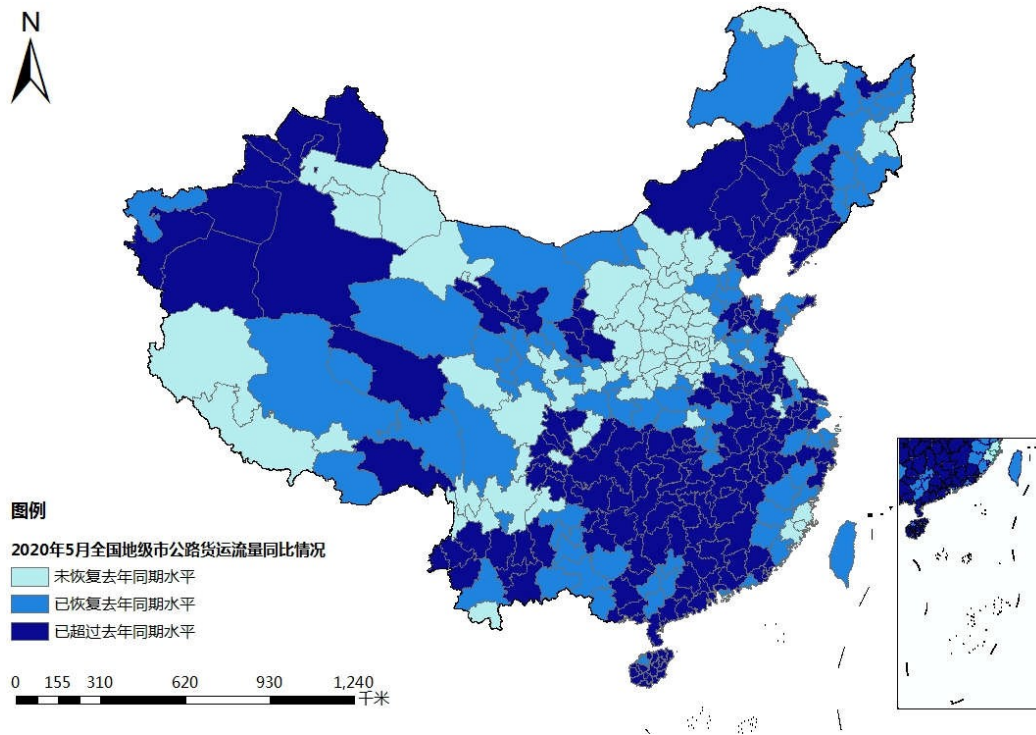 N
图例
2020年5月全国地级市公路货运流量同比情况
未恢复去年同期水平
已恢复去年同期水平
已超过去年同期水平
0 155 310 620 930 1,240
千米